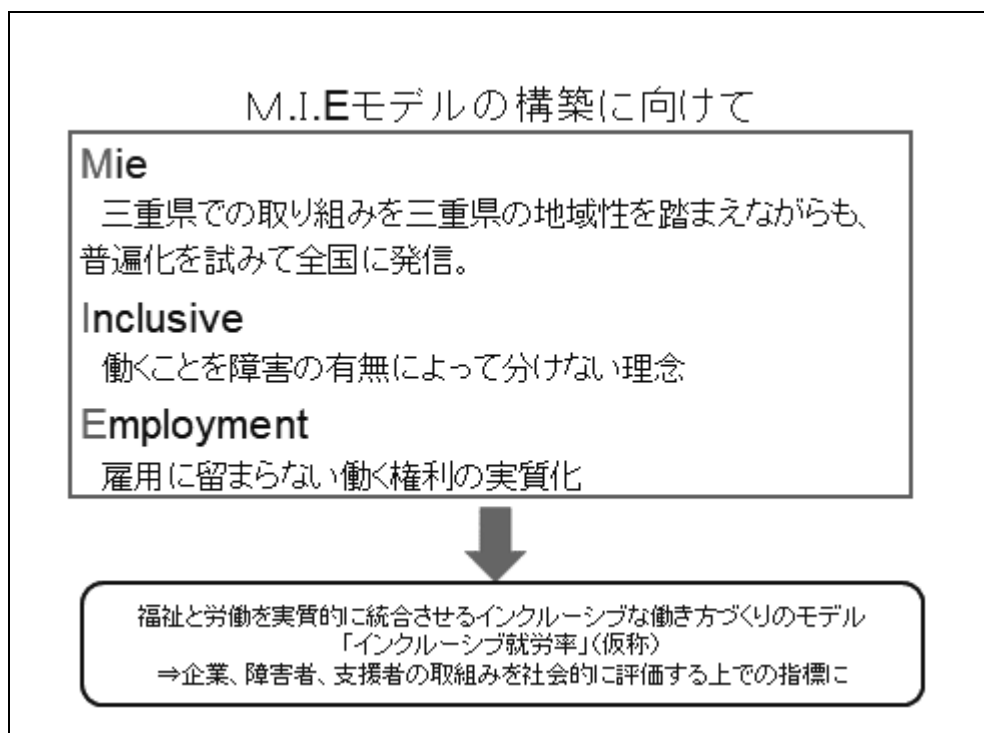 M.I.Eモデルの構築に向けて
Mie
三重県での取り組みを三重県の地域性を踏まえながらも、
普遍化を試みて全国に発信。
Inclusive
働くことを障害の有無によって分けない理念
Employment
雇用に留まらない働く権利の実質化
福祉と労働を実質的に統合させるインクルーシブな働き方づくりのモデル
「インクルーシブ就労率」(仮称)
⇒企業、障害者、支援者の取組みを社会的に評価する上での指標に